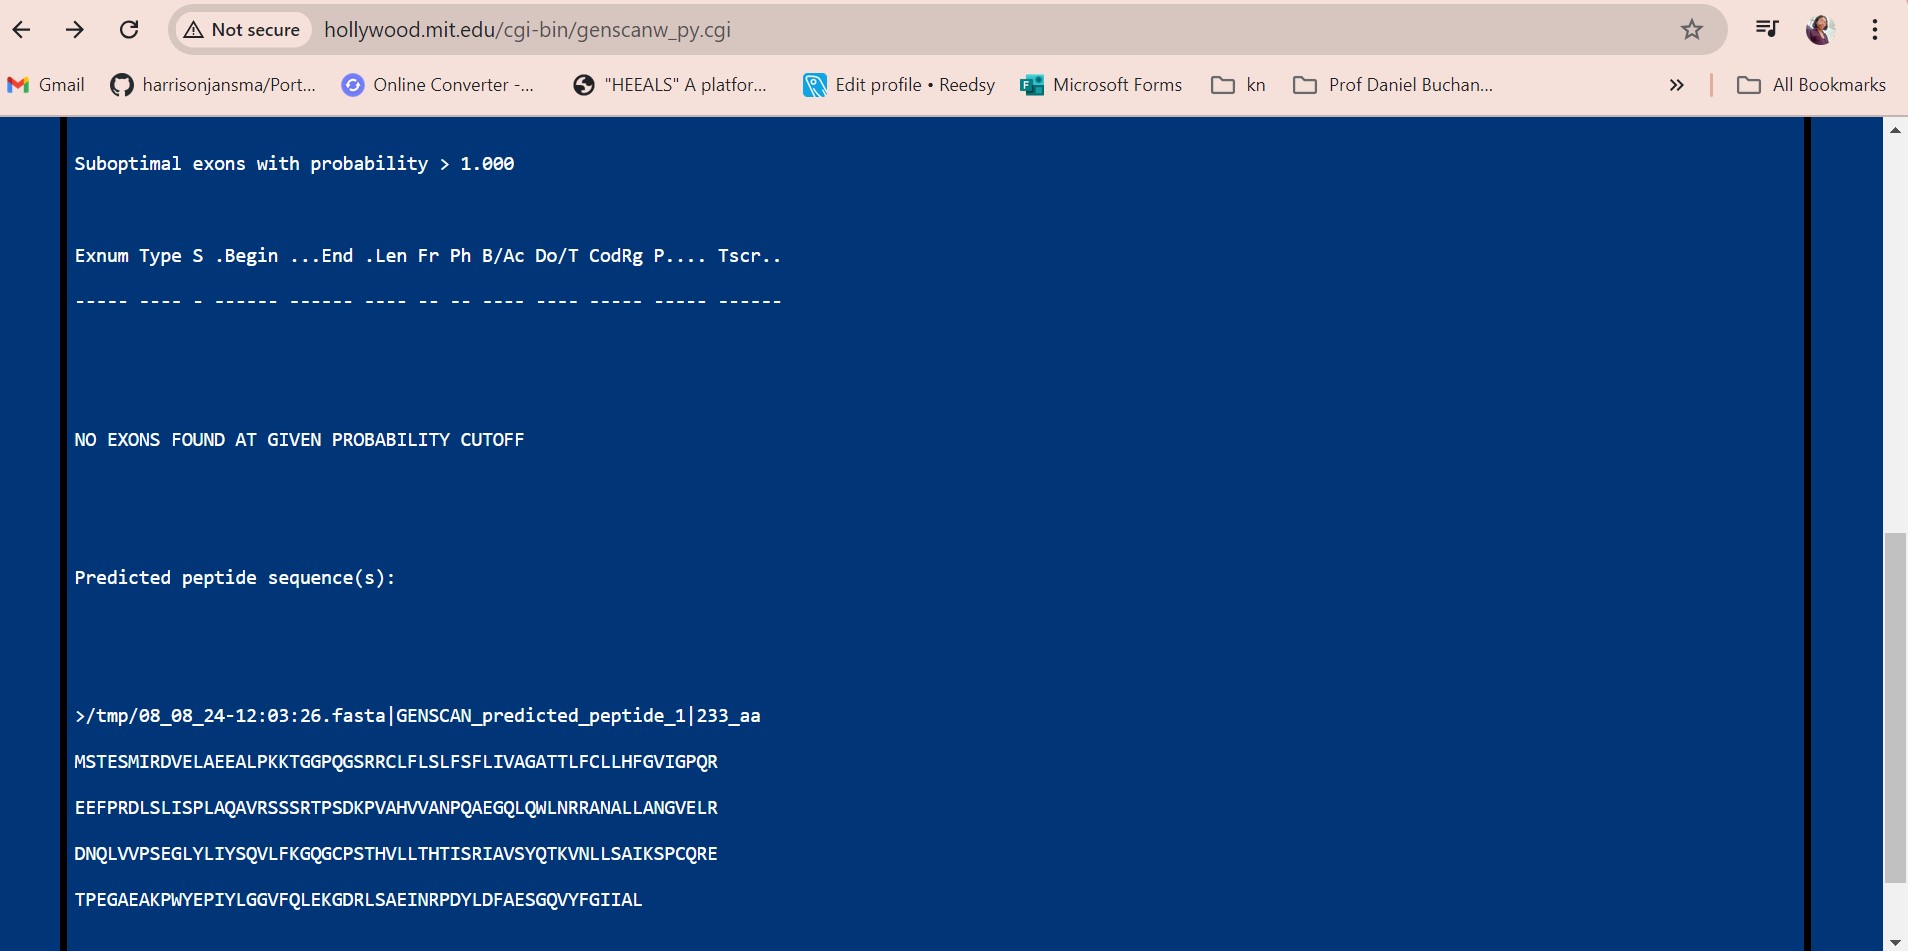 Not secure hollywood.mit.edu/cgi-bin/genscanw_py.cgi
Gmail harrisonjansma/Port... Online Converter -... "HEEALS" A platfor... Edit profile • Reedsy Microsoft Forms kn Prof Daniel Buchan... » All Bookmarks
Suboptimal exons with probability > 1.000
Exnum Type S .Begin ...End .Len Fr Ph B/Ac Do/T CodRg P.... Tscr..
----- ---- - ------ ------ ---- -- -- ---- ---- ----- ----- ------
NO EXONS FOUND AT GIVEN PROBABILITY CUTOFF
Predicted peptide sequence(s):
>/tmp/08_08_24-12:03:26.fasta|GENSCAN_predicted_peptide_1|233_aa
MSTESMIRDVELAEEALPKKTGGPQGSRRCLFLSLFSFLIVAGATTLFCLLHFGVIGPQR
EEFPRDLSLISPLAQAVRSSSRTPSDKPVAHVVANPQAEGQLQWLNRRANALLANGVELR
DNQLVVPSEGLYLIYSQVLFKGQGCPSTHVLLTHTISRIAVSYQTKVNLLSAIKSPCQRE
TPEGAEAKPWYEPIYLGGVFQLEKGDRLSAEINRPDYLDFAESGQVYFGIIAL